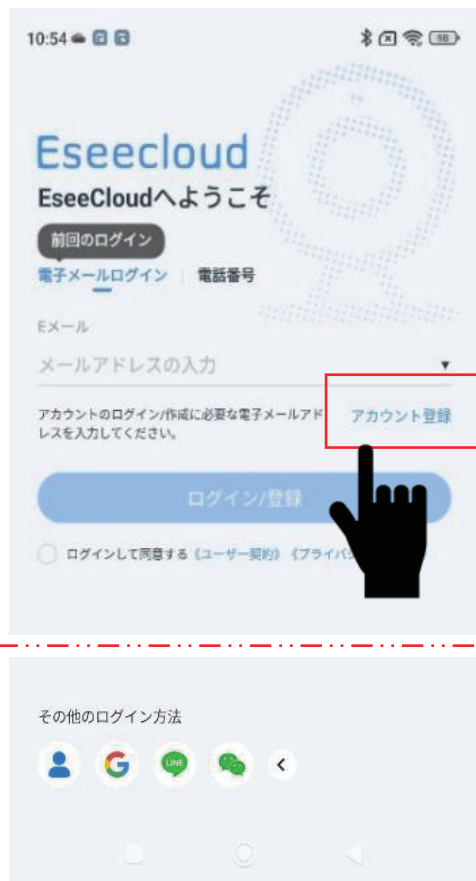 10:54
98
Eseecloud
EseeCloudへようこそ
前回のログイン
電子メールログイン 電話番号
Eメール
メールアドレスの入力
アカウントのログイン/作成に必要な電子メールアド
レスを入力してください。
アカウント登録
ログイン/登録
ログインして同意する《ユーザー契約》《プライバシ
その他のログイン方法
LINE